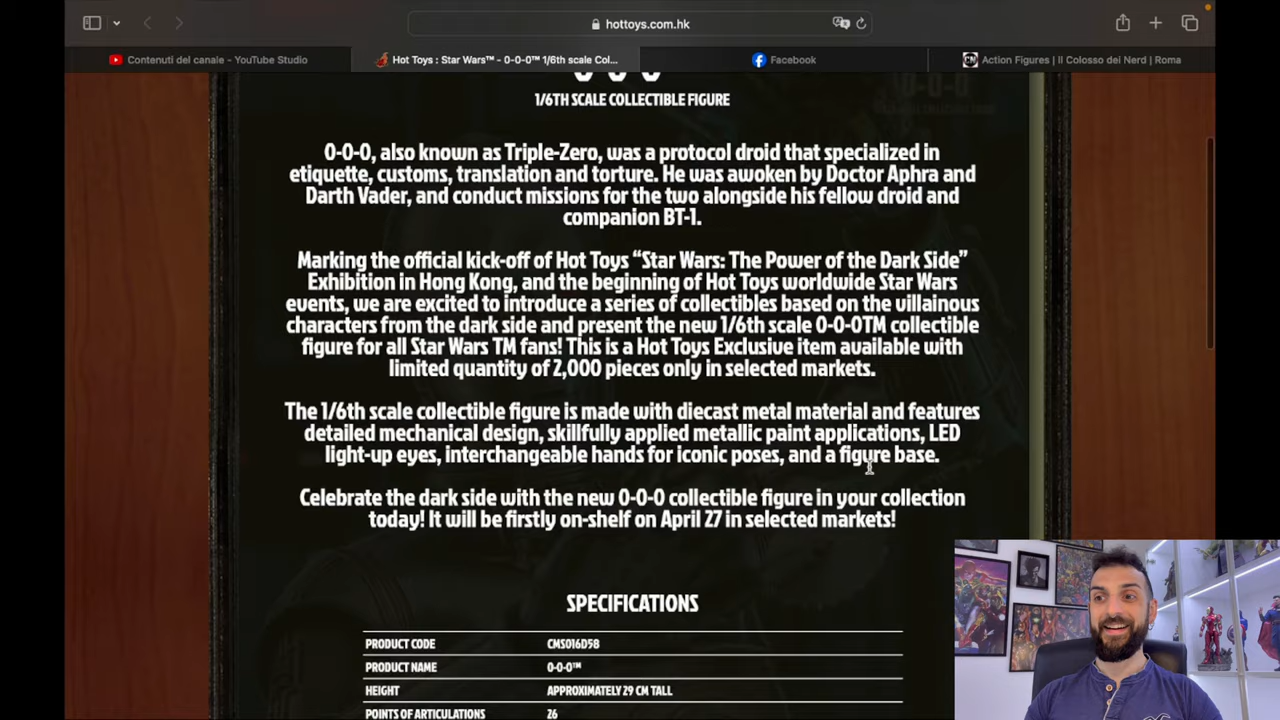 hottoys.com.hk
Contenuti del canale - YouTube Studio
Hot Toys : Star Wars™ - 0-0-0™ 1/6th scale Col...
Facebook
Action Figures | Il Colosso dei Nerd | Roma
0-0-0
1/6TH SCALE COLLECTIBLE FIGURE
0-0-0, also known as Triple-Zero, was a protocol droid that specialized in
etiquette, customs, translation and torture. He was awoken by Doctor Aphra and
Darth Vader, and conduct missions for the two alongside his fellow droid and
companion BT-1.
Marking the official kick-off of Hot Toys “Star Wars: The Power of the Dark Side”
Exhibition in Hong Kong, and the beginning of Hot Toys worldwide Star Wars
events, we are excited to introduce a series of collectibles based on the villainous
characters from the dark side and present the new 1/6th scale 0-0-0TM collectible
figure for all Star Wars TM fans! This is a Hot Toys Exclusive item available with
limited quantity of 2,000 pieces only in selected markets.
The 1/6th scale collectible figure is made with diecast metal material and features
detailed mechanical design, skillfully applied metallic paint applications, LED
light-up eyes, interchangeable hands for iconic poses, and a figure base.
Celebrate the dark side with the new 0-0-0 collectible figure in your collection
today! It will be firstly on-shelf on April 27 in selected markets!
SPECIFICATIONS
PRODUCT CODE CMS016D58
PRODUCT NAME 0-0-0™
HEIGHT APPROXIMATELY 29 CM TALL
POINTS OF ARTICULATIONS 26